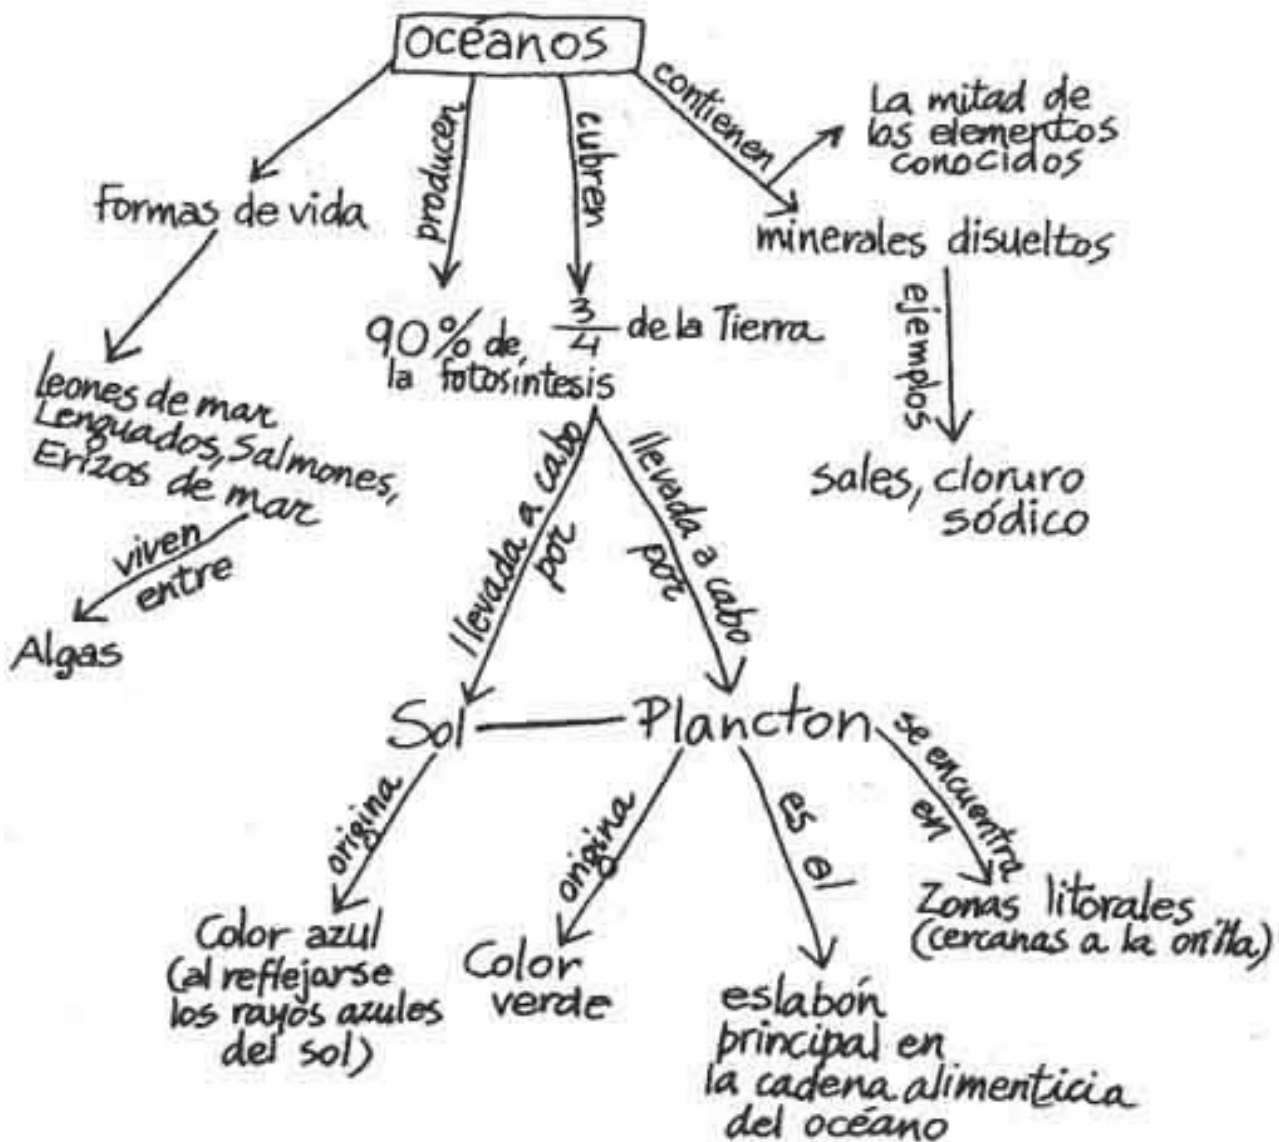 océanos
contienen
La mitad de
los elementos
conocidos
producen
cubren
Formas de vida
minerales disueltos
ejemplos
90% de
la fotosíntesis
3/4 de la Tierra
leones de mar
Lenguados, Salmones,
Erizos de mar
sales, cloruro
sódico
viven
entre
Algas
llevada a cabo
por
llevada a cabo
por
Sol
Plancton
se encuentra
en
origina
origina
es el
Zonas litorales
(cercanas a la orilla)
Color azul
(al reflejarse
los rayos azules
del sol)
Color
verde
eslabón
principal en
la cadena alimenticia
del océano